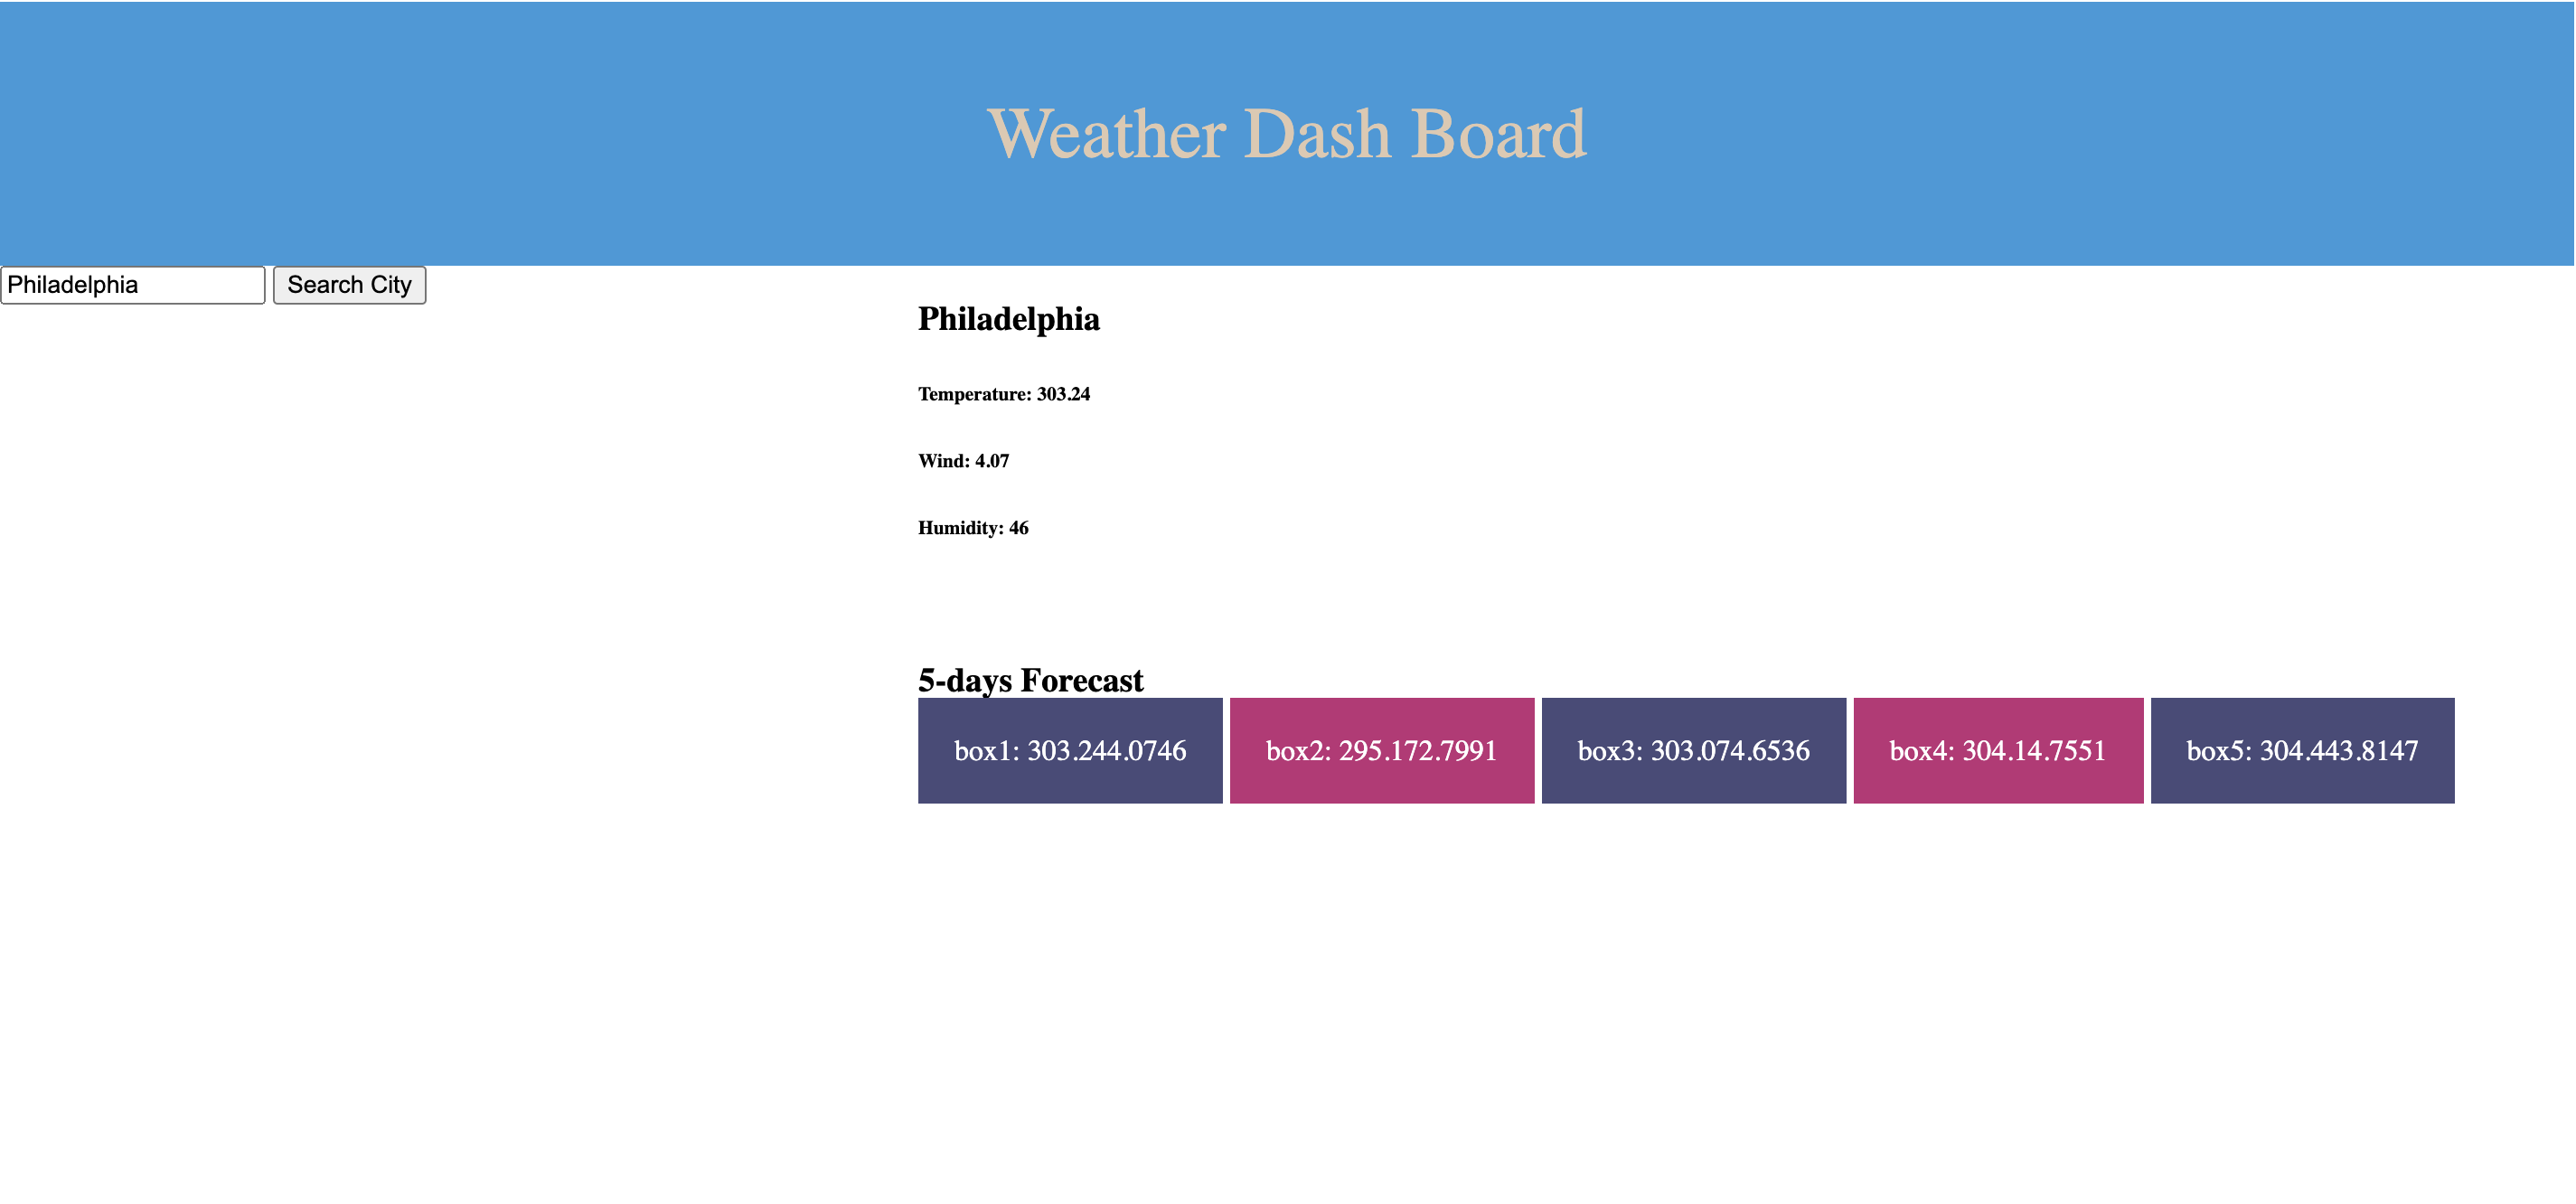 Weather Dash Board
Philadelphia Search City
Philadelphia
Temperature: 303.24
Wind: 4.07
Humidity: 46
5-days Forecast
box1: 303.244.0746 box2: 295.172.7991 box3: 303.074.6536 box4: 304.14.7551 box5: 304.443.8147